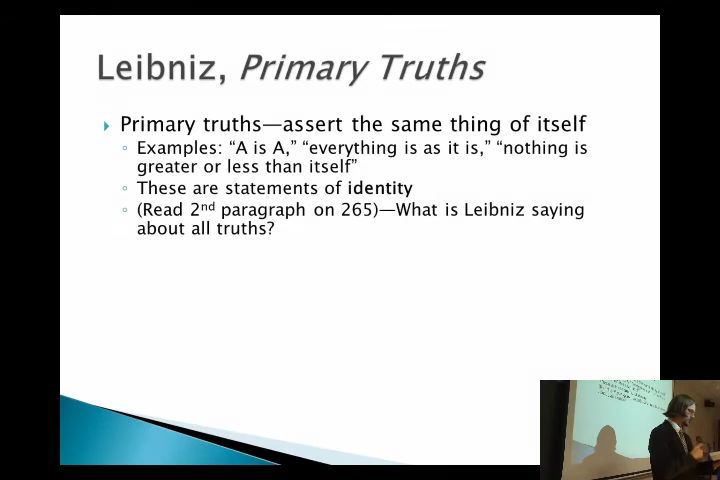 Leibniz, Primary Truths
Primary truths—assert the same thing of itself
Examples: “A is A,” “everything is as it is,” “nothing is
greater or less than itself”
These are statements of identity
(Read 2nd paragraph on 265)—What is Leibniz saying
about all truths?